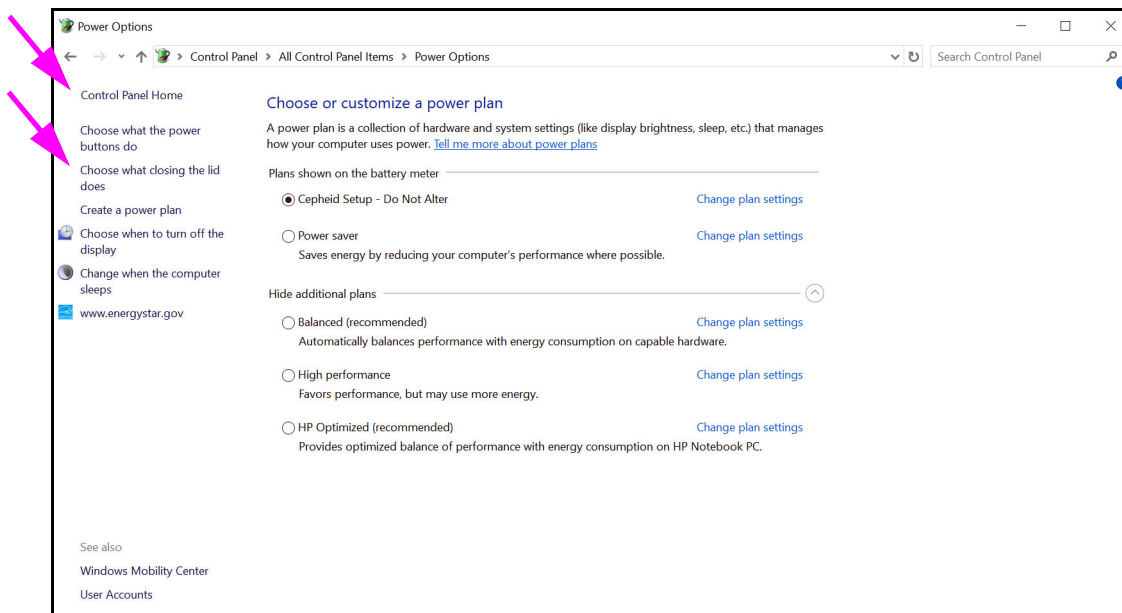 Power Options
Control Panel > All Control Panel Items > Power Options
Search Control Panel
Control Panel Home
Choose what the power
buttons do
Choose what closing the lid
does
Create a power plan
Choose when to turn off the
display
Change when the computer
sleeps
www.energystar.gov
Choose or customize a power plan
A power plan is a collection of hardware and system settings (like display brightness, sleep, etc.) that manages
how your computer uses power. Tell me more about power plans
Plans shown on the battery meter
Cepheid Setup - Do Not Alter Change plan settings
Power saver Change plan settings
Saves energy by reducing your computer's performance where possible.
Hide additional plans
Balanced (recommended) Change plan settings
Automatically balances performance with energy consumption on capable hardware.
High performance Change plan settings
Favors performance, but may use more energy.
HP Optimized (recommended) Change plan settings
Provides optimized balance of performance with energy consumption on HP Notebook PC.
See also
Windows Mobility Center
User Accounts